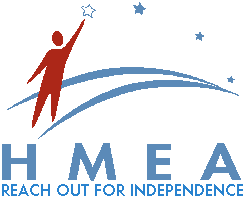 HMEA
REACH OUT FOR INDEPENDENCE